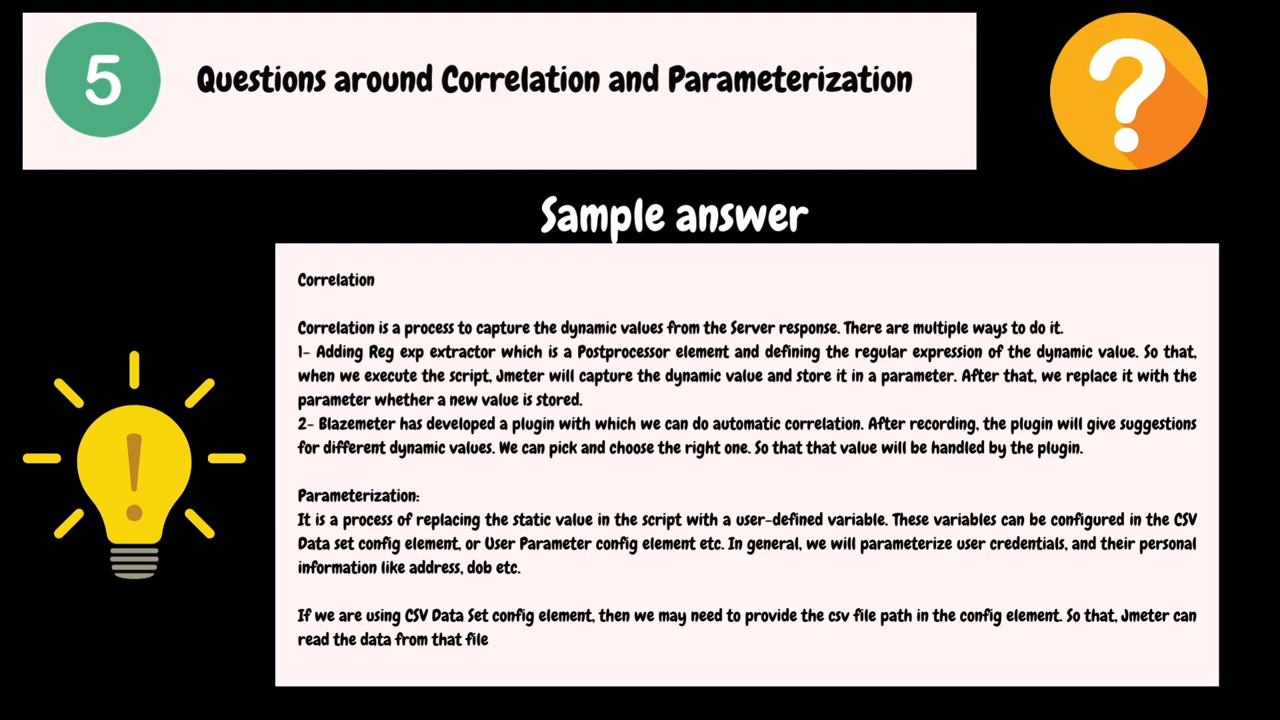 5
Questions around Correlation and Parameterization
?
Sample answer
Correlation
Correlation is a process to capture the dynamic values from the Server response. There are multiple ways to do it.
1- Adding Reg exp extractor which is a Postprocessor element and defining the regular expression of the dynamic value. So that,
when we execute the script, Jmeter will capture the dynamic value and store it in a parameter. After that, we replace it with the
parameter whether a new value is stored.
2- Blazemeter has developed a plugin with which we can do automatic correlation. After recording, the plugin will give suggestions
for different dynamic values. We can pick and choose the right one. So that that value will be handled by the plugin.
Parameterization:
It is a process of replacing the static value in the script with a user-defined variable. These variables can be configured in the CSV
Data set config element, or User Parameter config element etc. In general, we will parameterize user credentials, and their personal
information like address, dob etc.
If we are using CSV Data Set config element, then we may need to provide the csv file path in the config element. So that, Jmeter can
read the data from that file
!